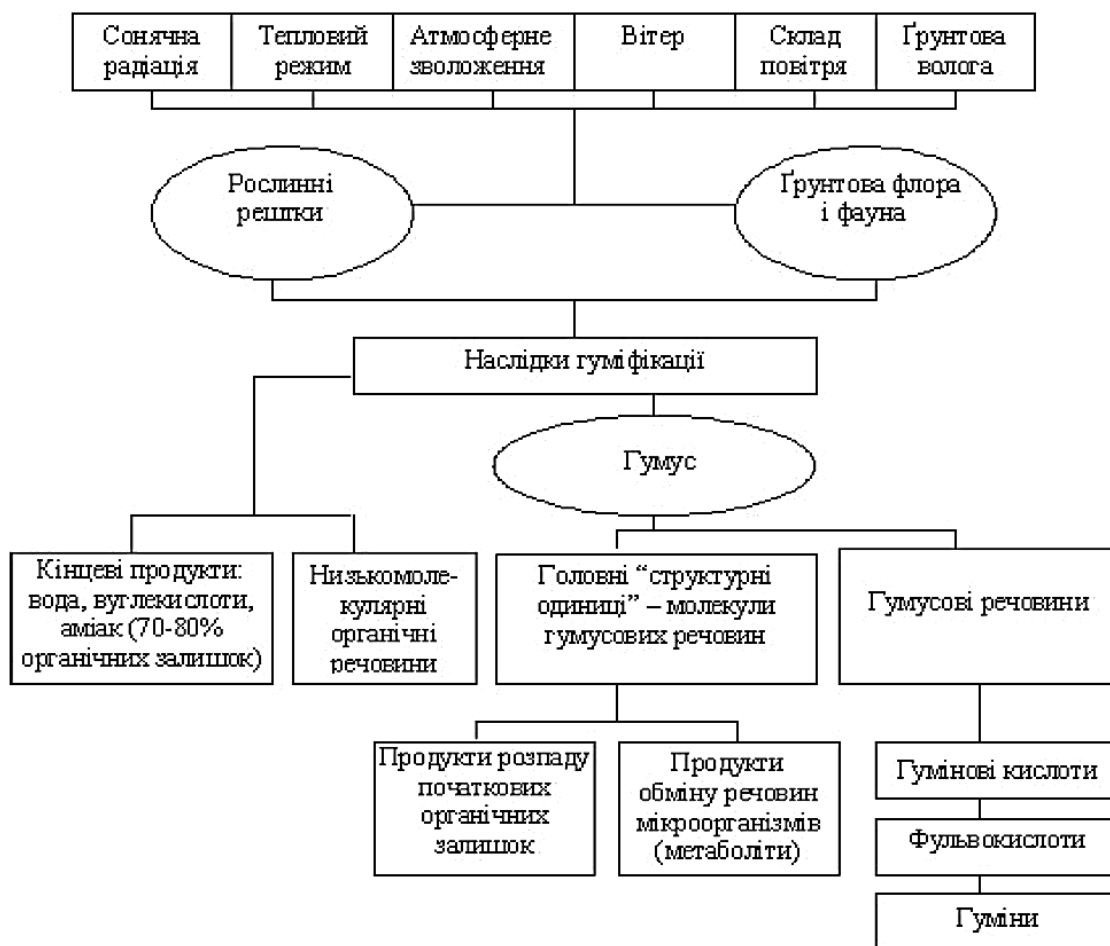 Сонячна
радіація
Тепловий
режим
Атмосферне
зволоження
Вітер
Склад
повітря
Ґрунтова
волога
Рослинні
рештки
Ґрунтова флора
і фауна
Наслідки гуміфікації
Гумус
Кінцеві продукти:
вода, вуглекислоти,
аміак (70-80%
органічних залишок)
Низькомоле-
кулярні
органічні
речовини
Головні “структурні
одиниці” – молекули
гумусових речовин
Гумусові речовини
Продукти розпаду
початкових
органічних
залишок
Продукти
обміну речовин
мікроорганізмів
(метаболіти)
Гумінові кислоти
Фульвокислоти
Гуміни